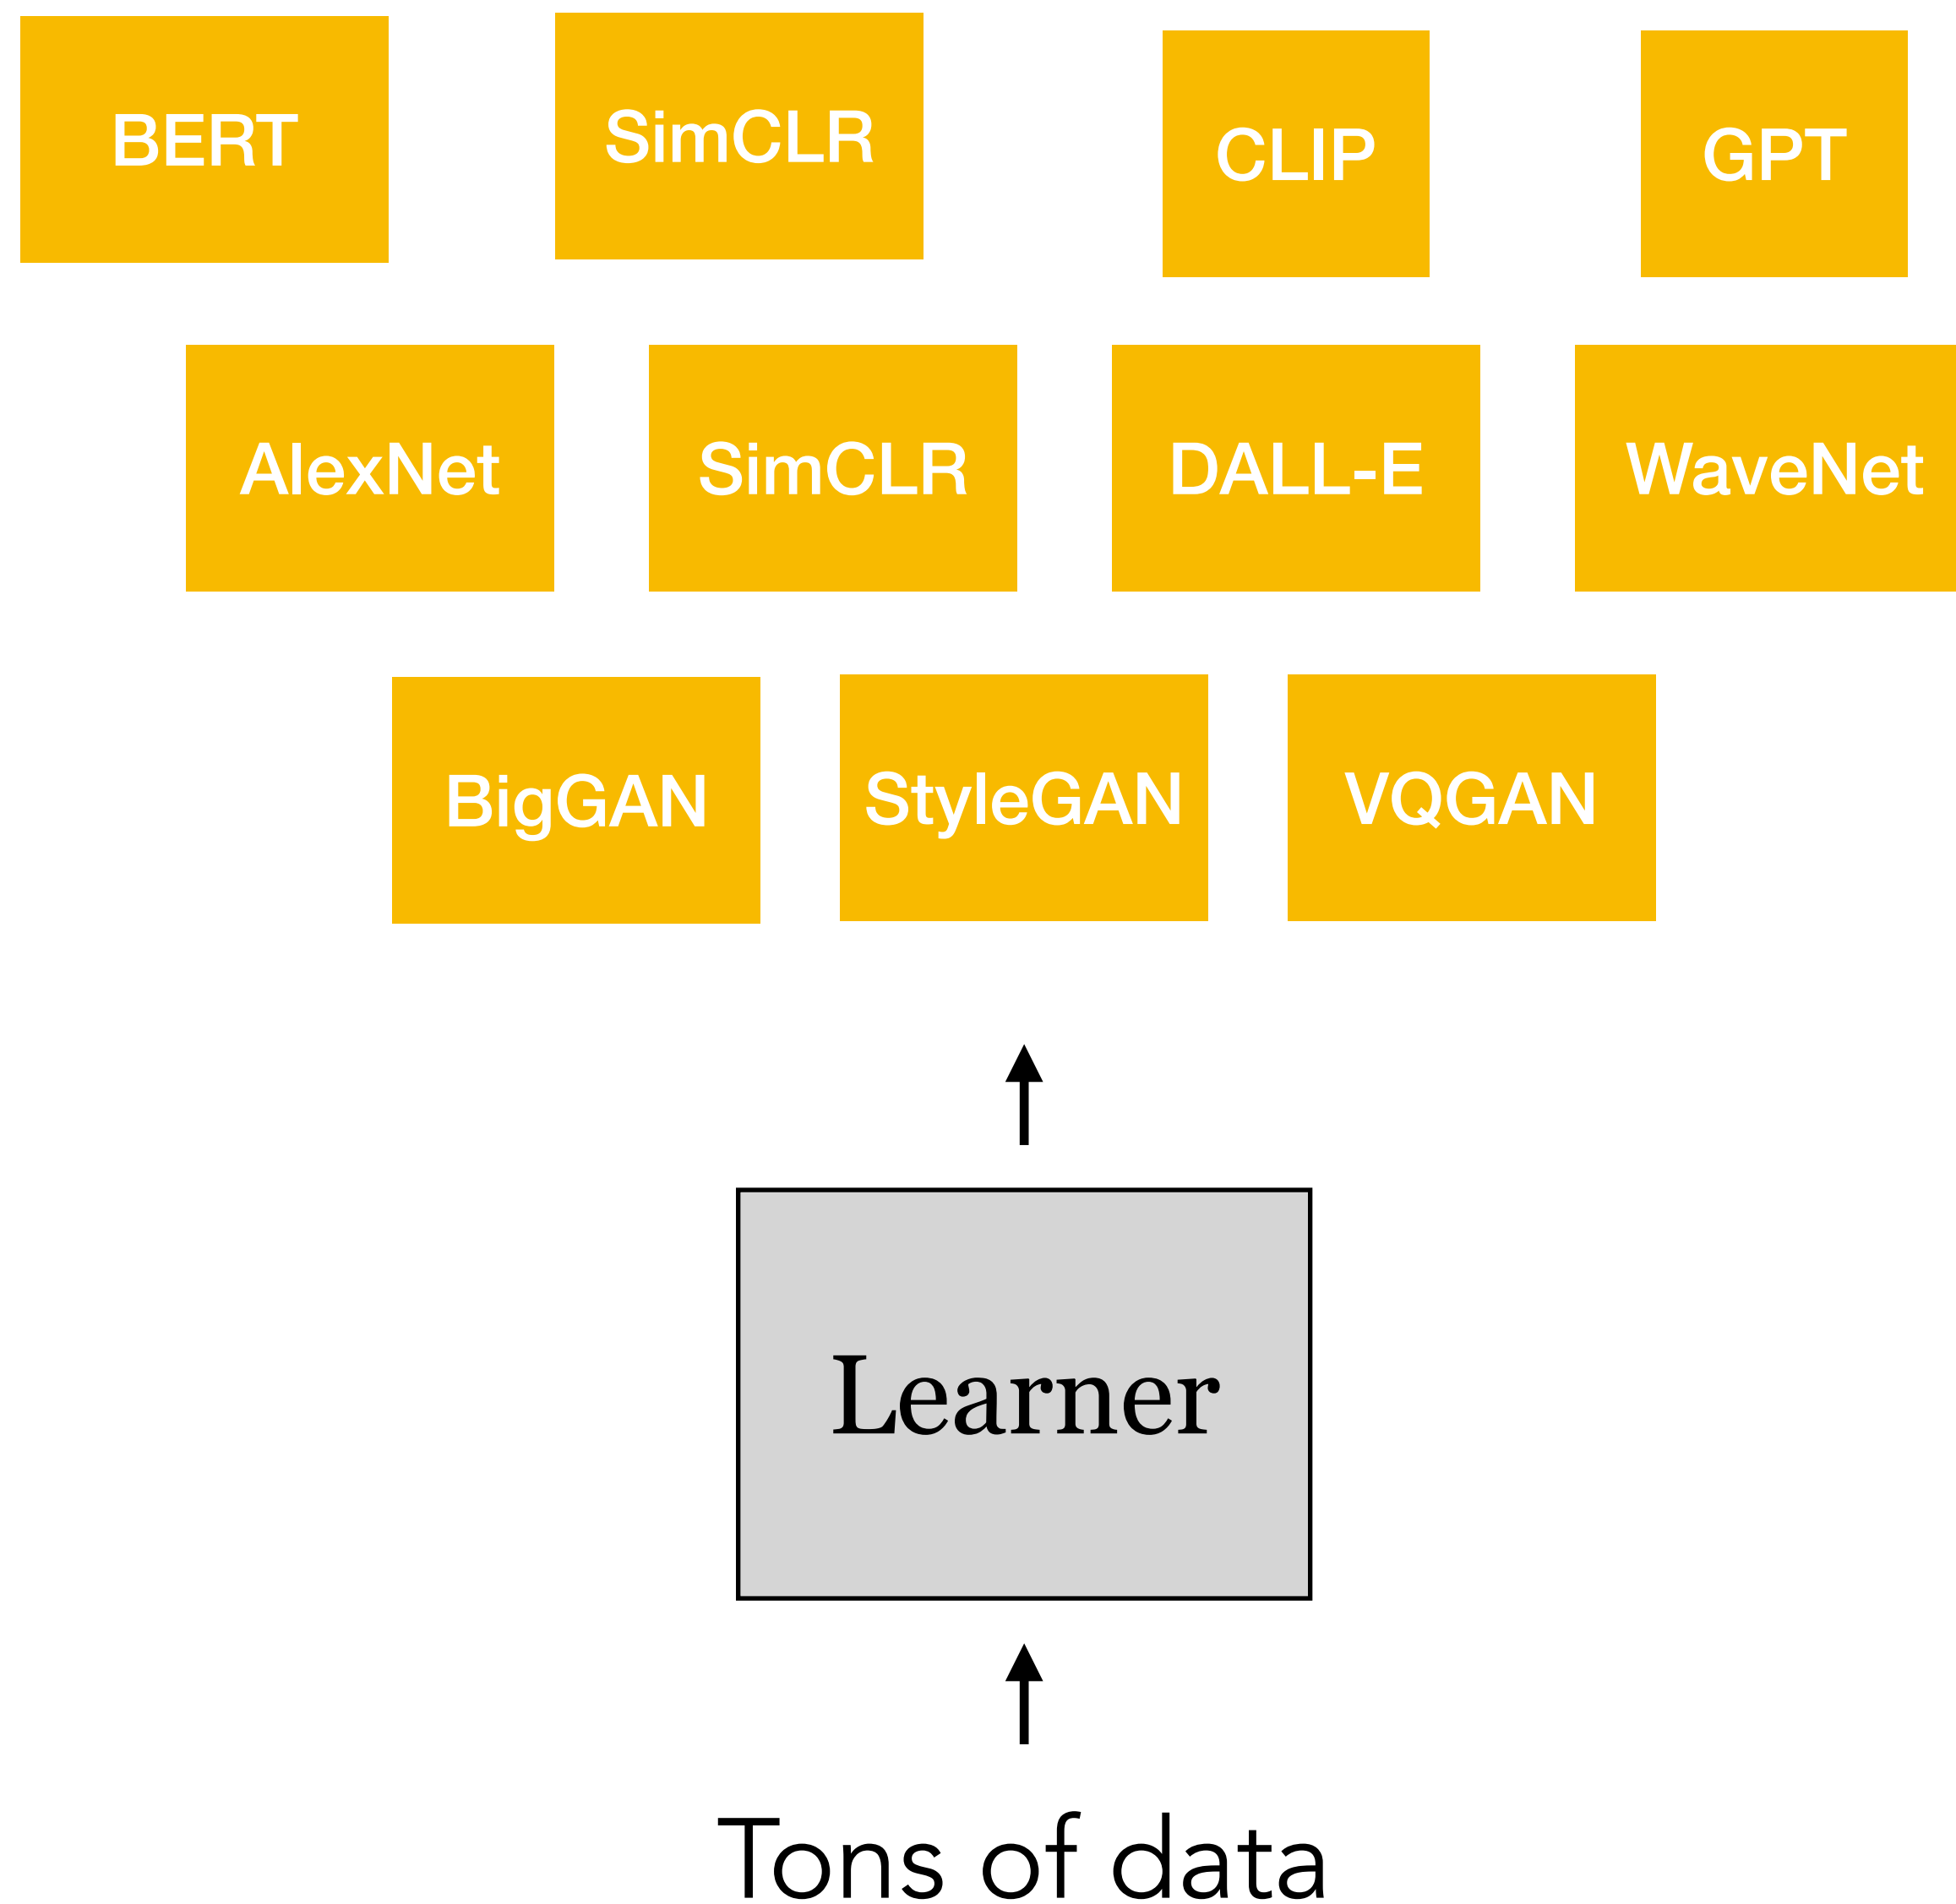 BERT
SimCLR
CLIP
GPT
AlexNet
SimCLR
DALL-E
WaveNet
BigGAN
StyleGAN
VQGAN
Learner
Tons of data